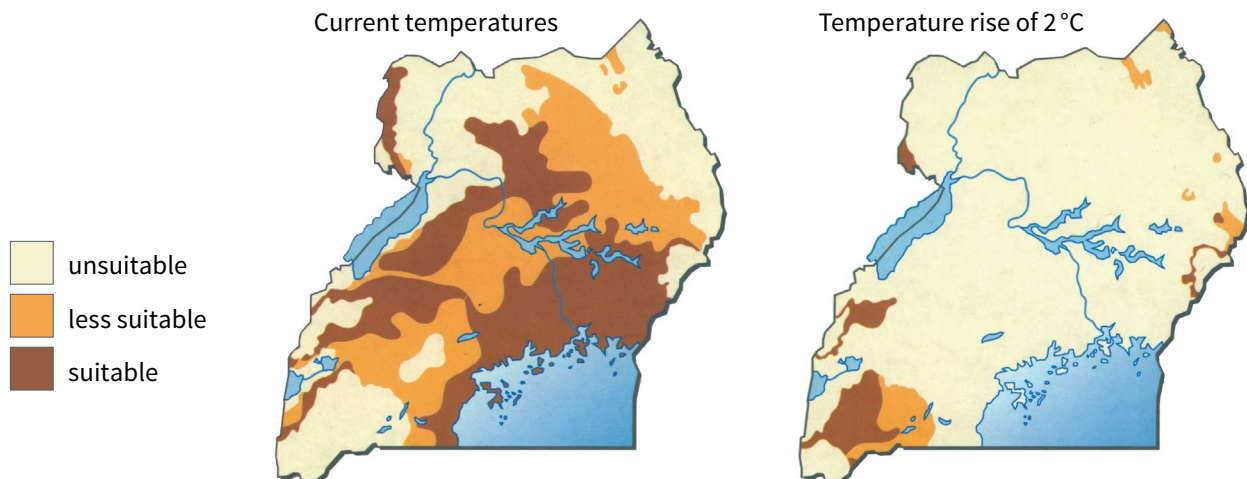 Current temperatures
Temperature rise of 2 °C
unsuitable
less suitable
suitable